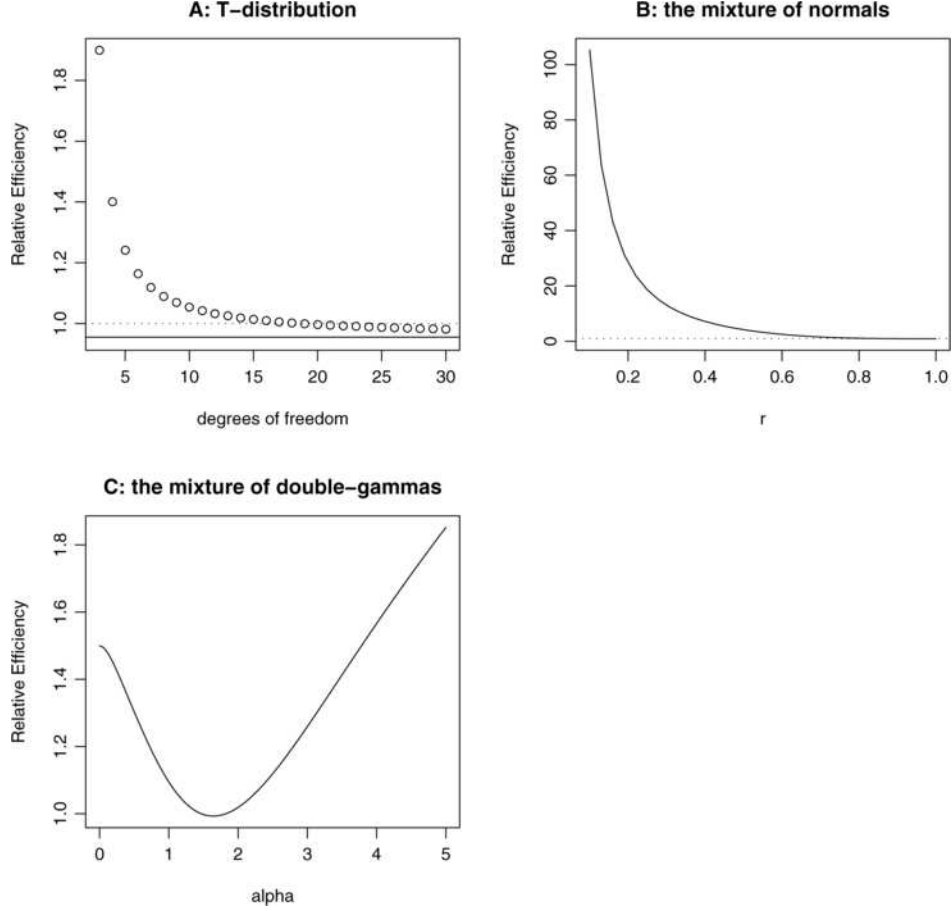 A: T−distribution
Relative Efficiency
1.0 1.2 1.4 1.6 1.8
5 10 15 20 25 30
degrees of freedom
B: the mixture of normals
Relative Efficiency
0 20 40 60 80 100
0.2 0.4 0.6 0.8 1.0
r
C: the mixture of double−gammas
Relative Efficiency
1.0 1.2 1.4 1.6 1.8
0 1 2 3 4 5
alpha